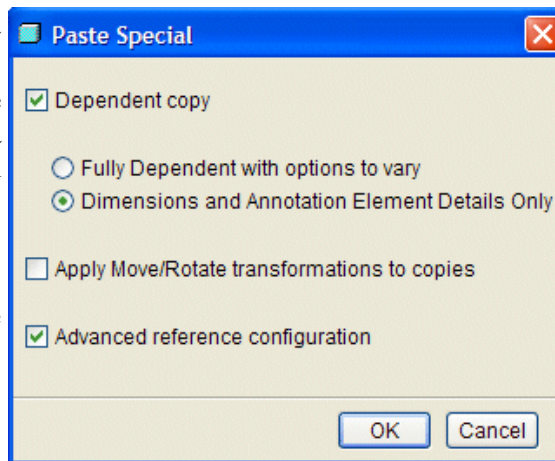 Paste Special
Dependent copy
Fully Dependent with options to vary
Dimensions and Annotation Element Details Only
Apply Move/Rotate transformations to copies
Advanced reference configuration
OK Cancel